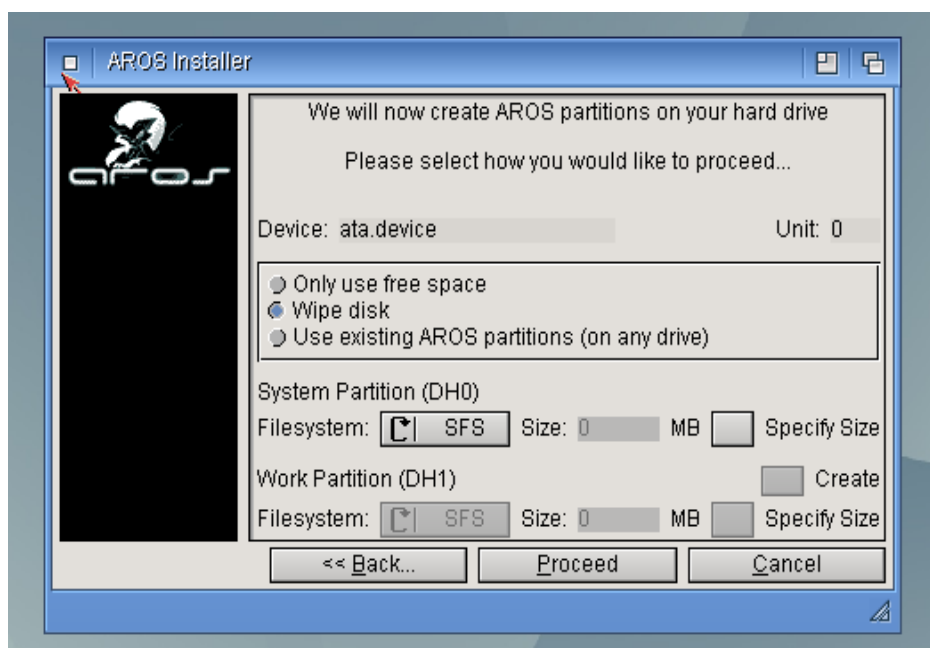 AROS Installer
aros
We will now create AROS partitions on your hard drive
Please select how you would like to proceed...
Device: ata.device Unit: 0
Only use free space
Wipe disk
Use existing AROS partitions (on any drive)
System Partition (DH0)
Filesystem: SFS Size: 0 MB Specify Size
Work Partition (DH1) Create
Filesystem: SFS Size: 0 MB Specify Size
<< Back... Proceed Cancel